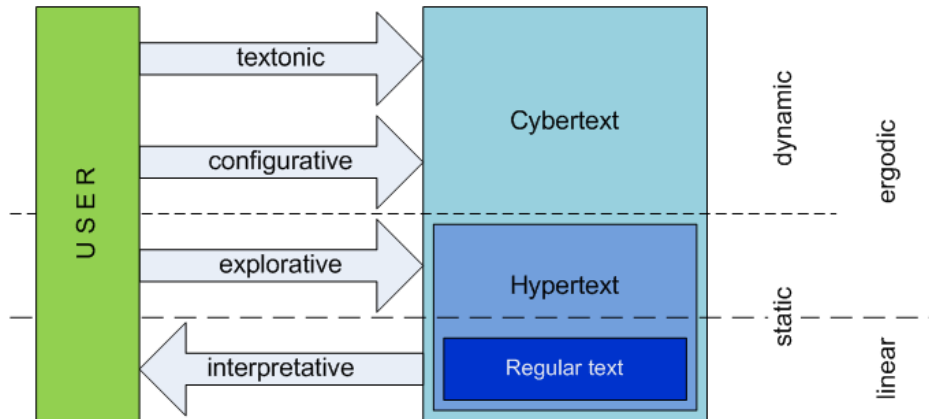 textonic
Cybertext
dynamic
configurative
ergodic
USER
explorative
Hypertext
static
interpretative
Regular text
linear